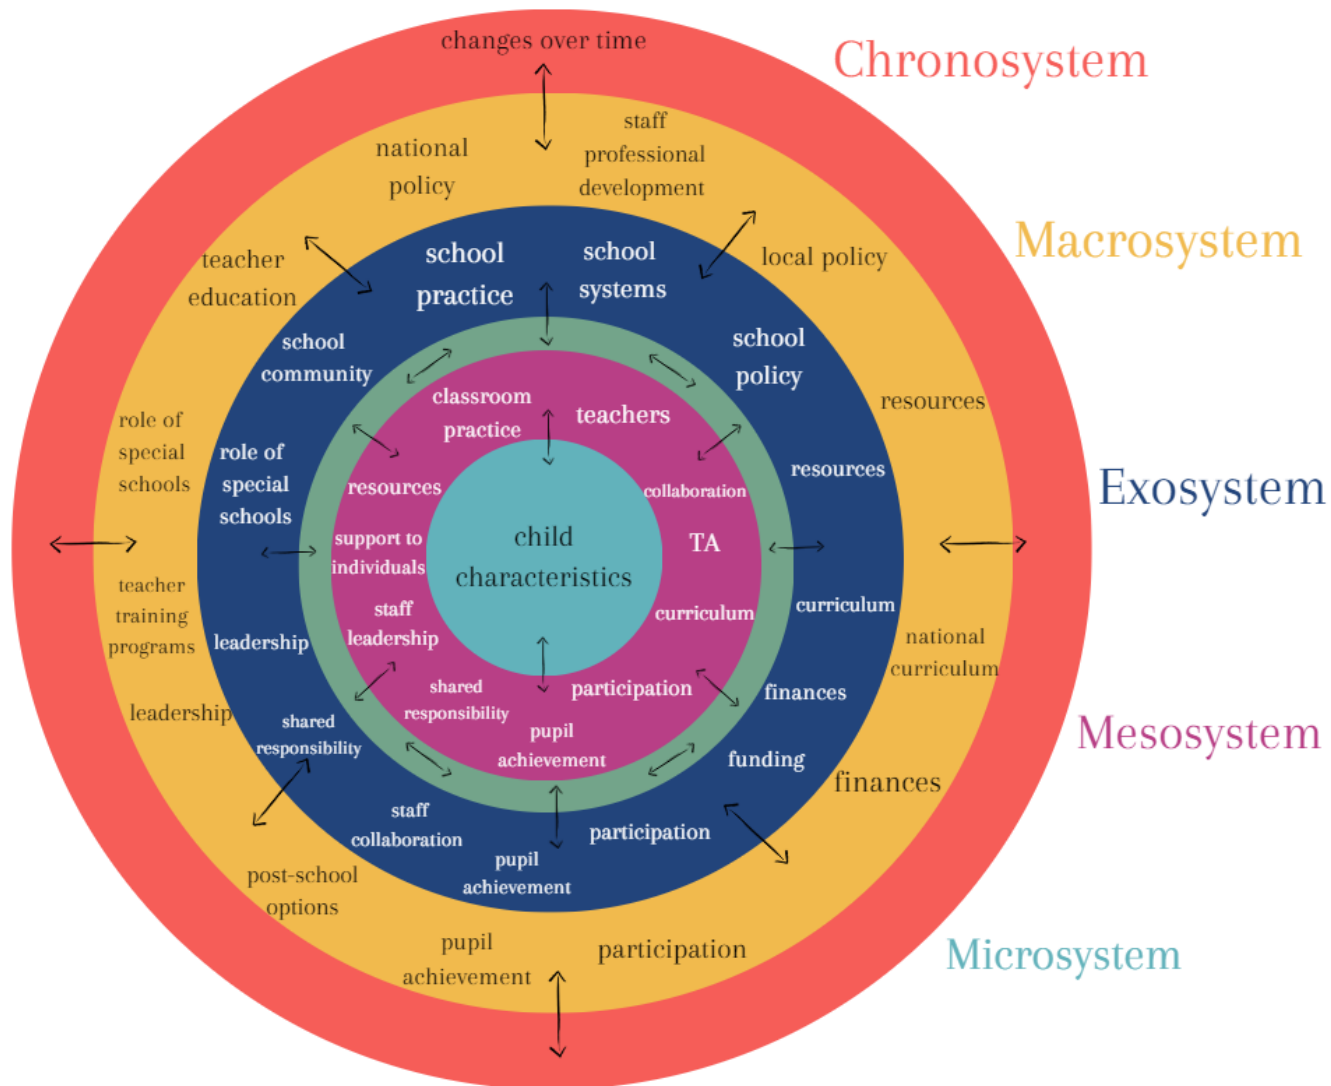 changes over time
Chronosystem
national
policy
staff
professional
development
Macrosystem
teacher
education
local policy
school
practice
school
systems
school
community
school
policy
resources
role of
special
schools
role of
special
schools
resources
Exosystem
classroom
practice
teachers
resources
collaboration
support to
individuals
TA
child
characteristics
staff
leadership
curriculum
shared
responsibility
participation
pupil
achievement
teacher
training
programs
leadership
curriculum
national
curriculum
leadership
shared
responsibility
finances
funding
finances
Mesosystem
staff
collaboration
pupil
achievement
participation
post-school
options
pupil
achievement
participation
Microsystem